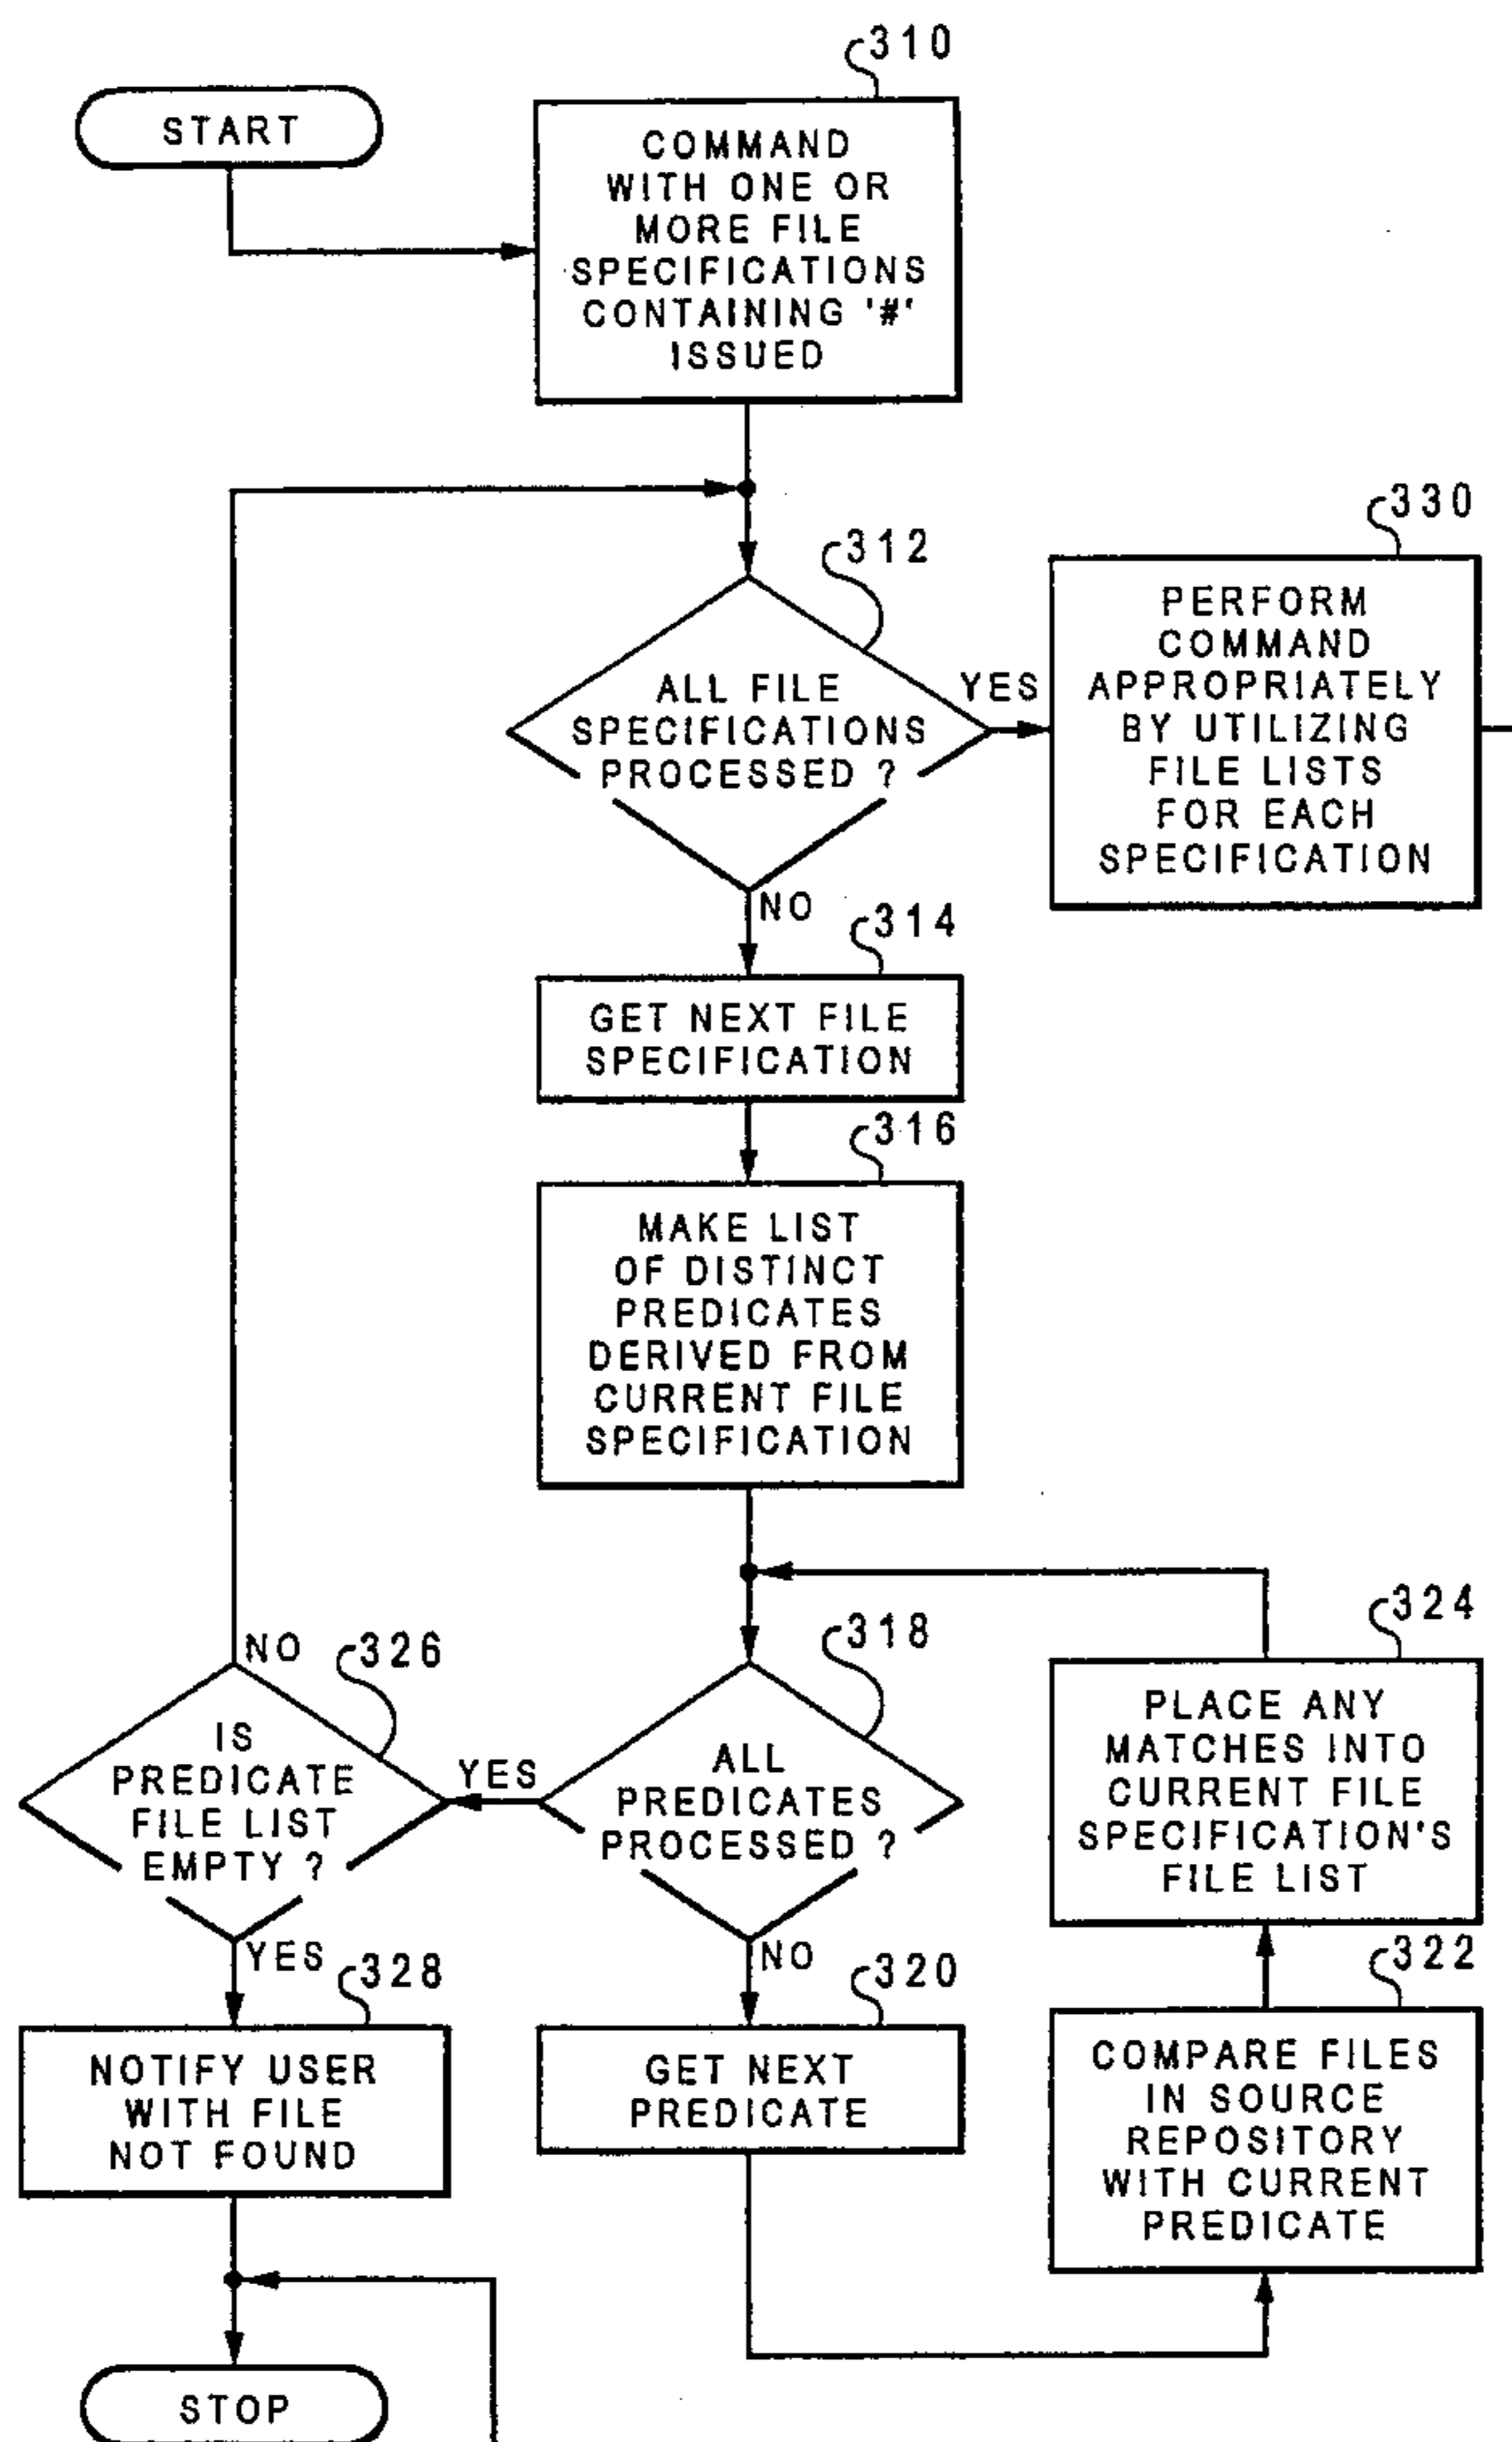 310
START
COMMAND
WITH ONE OR
MORE FILE
SPECIFICATIONS
CONTAINING '#'
ISSUED
312
330
ALL FILE
SPECIFICATIONS
PROCESSED ?
YES
PERFORM
COMMAND
APPROPRIATELY
BY UTILIZING
FILE LISTS
FOR EACH
SPECIFICATION
NO
314
GET NEXT FILE
SPECIFICATION
316
MAKE LIST
OF DISTINCT
PREDICATES
DERIVED FROM
CURRENT FILE
SPECIFICATION
NO
326
IS
PREDICATE
FILE LIST
EMPTY ?
YES
318
ALL
PREDICATES
PROCESSED ?
324
PLACE ANY
MATCHES INTO
CURRENT FILE
SPECIFICATION'S
FILE LIST
YES
328
NOTIFY USER
WITH FILE
NOT FOUND
NO
320
GET NEXT
PREDICATE
322
COMPARE FILES
IN SOURCE
REPOSITORY
WITH CURRENT
PREDICATE
STOP